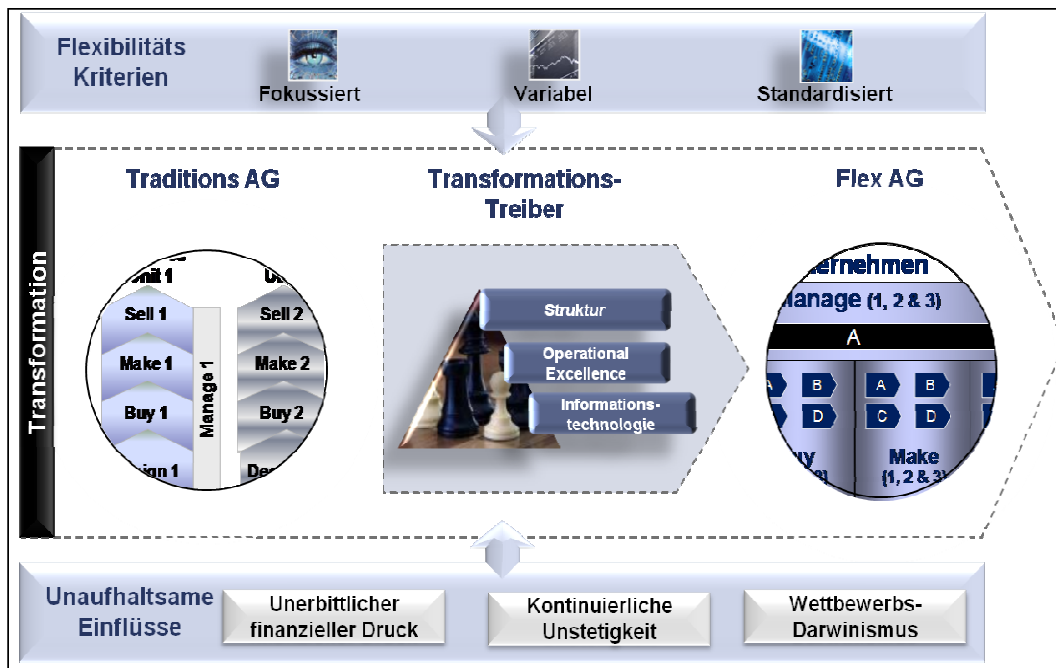 Flexibilitäts
Kriterien
Fokussiert
Variabel
Standardisiert
Transformation
Traditions AG
Sell 1
Make 1
Buy 1
Manage 1
Sell 2
Make 2
Buy 2
Transformations-
Treiber
Struktur
Operational
Excellence
Informations-
technologie
Flex AG
(1, 2 & 3)
A
B
A
B
D
C
D
Make
(1, 2 & 3)
Unaufhaltsame
Einflüsse
Unerbittlicher
finanzieller Druck
Kontinuierliche
Unstetigkeit
Wettbewerbs-
Darwinismus